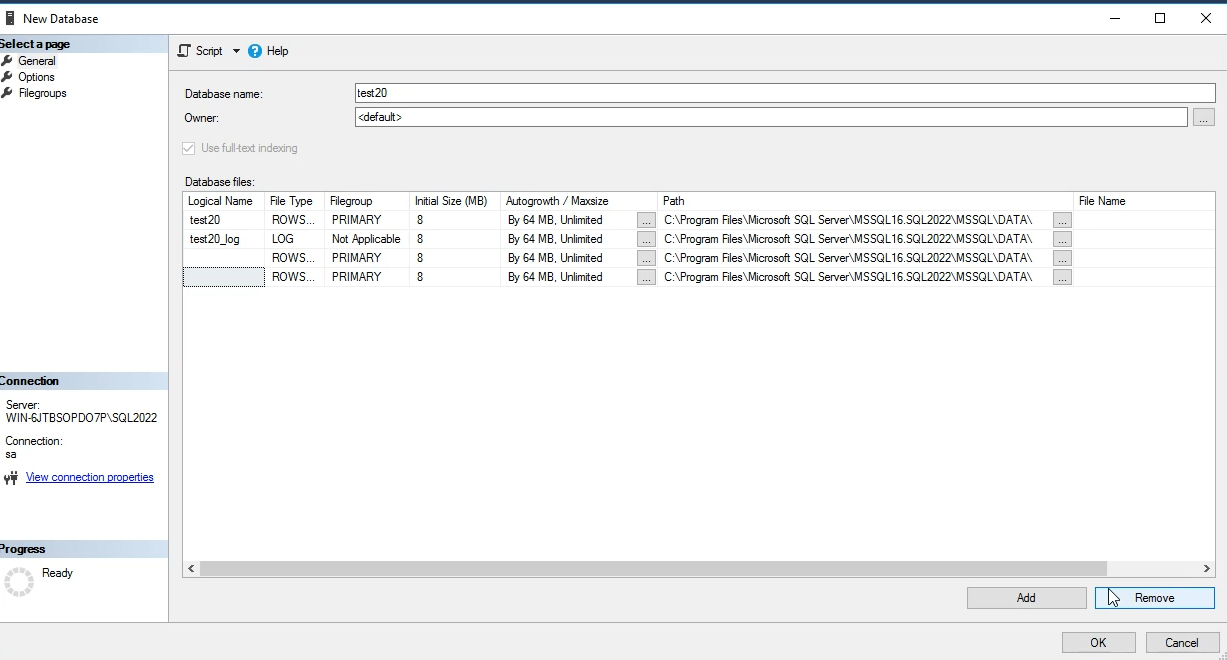 New Database
Select a page
General
Options
Filegroups
Script Help
Database name: test20
Owner: <default> ...
Use full-text indexing
Database files:
Logical Name File Type Filegroup Initial Size (MB) Autogrowth / Maxsize Path File Name
test20 ROWS... PRIMARY 8 By 64 MB, Unlimited ... C:\Program Files\Microsoft SQL Server\MSSQL16.SQL2022\MSSQL\DATA\ ...
test20_log LOG Not Applicable 8 By 64 MB, Unlimited ... C:\Program Files\Microsoft SQL Server\MSSQL16.SQL2022\MSSQL\DATA\ ...
ROWS... PRIMARY 8 By 64 MB, Unlimited ... C:\Program Files\Microsoft SQL Server\MSSQL16.SQL2022\MSSQL\DATA\ ...
ROWS... PRIMARY 8 By 64 MB, Unlimited ... C:\Program Files\Microsoft SQL Server\MSSQL16.SQL2022\MSSQL\DATA\ ...
Connection
Server:
WIN-6JTBSOPDO7P\SQL2022
Connection:
sa
View connection properties
Progress
Ready
Add Remove
OK Cancel